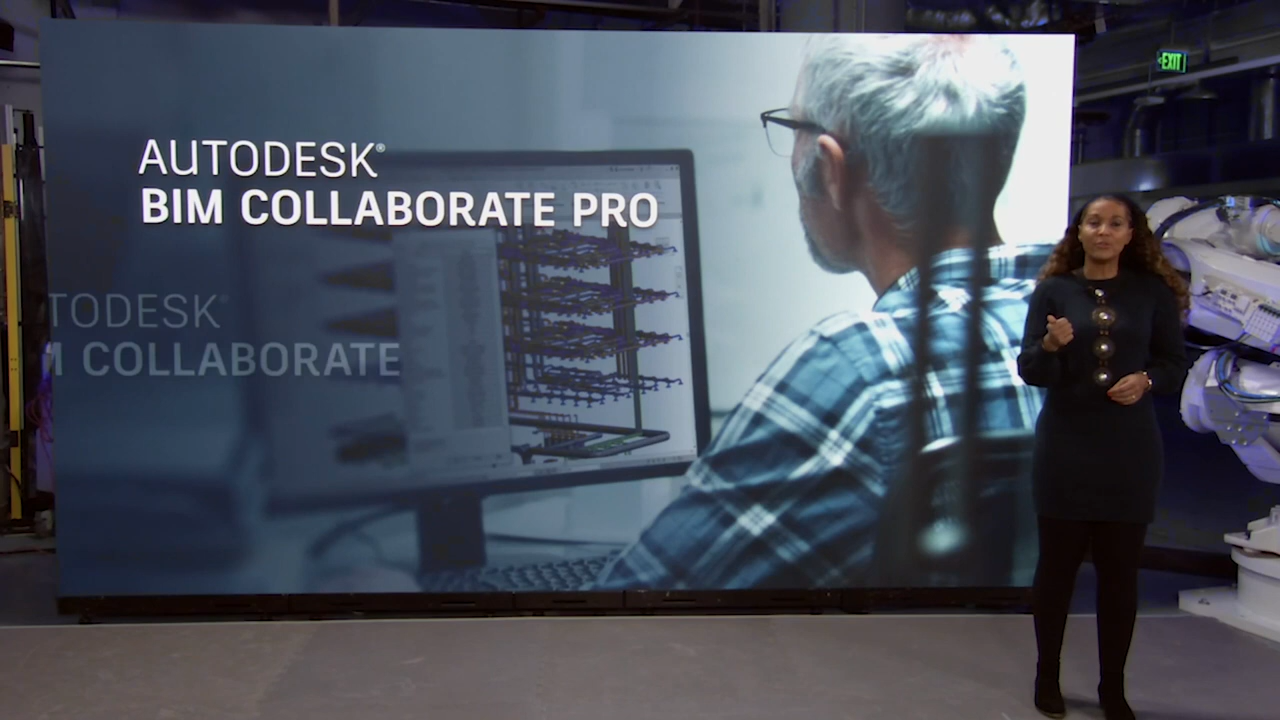 AUTODESK®
BIM COLLABORATE PRO
TODESK®
M COLLABORATE
EXIT